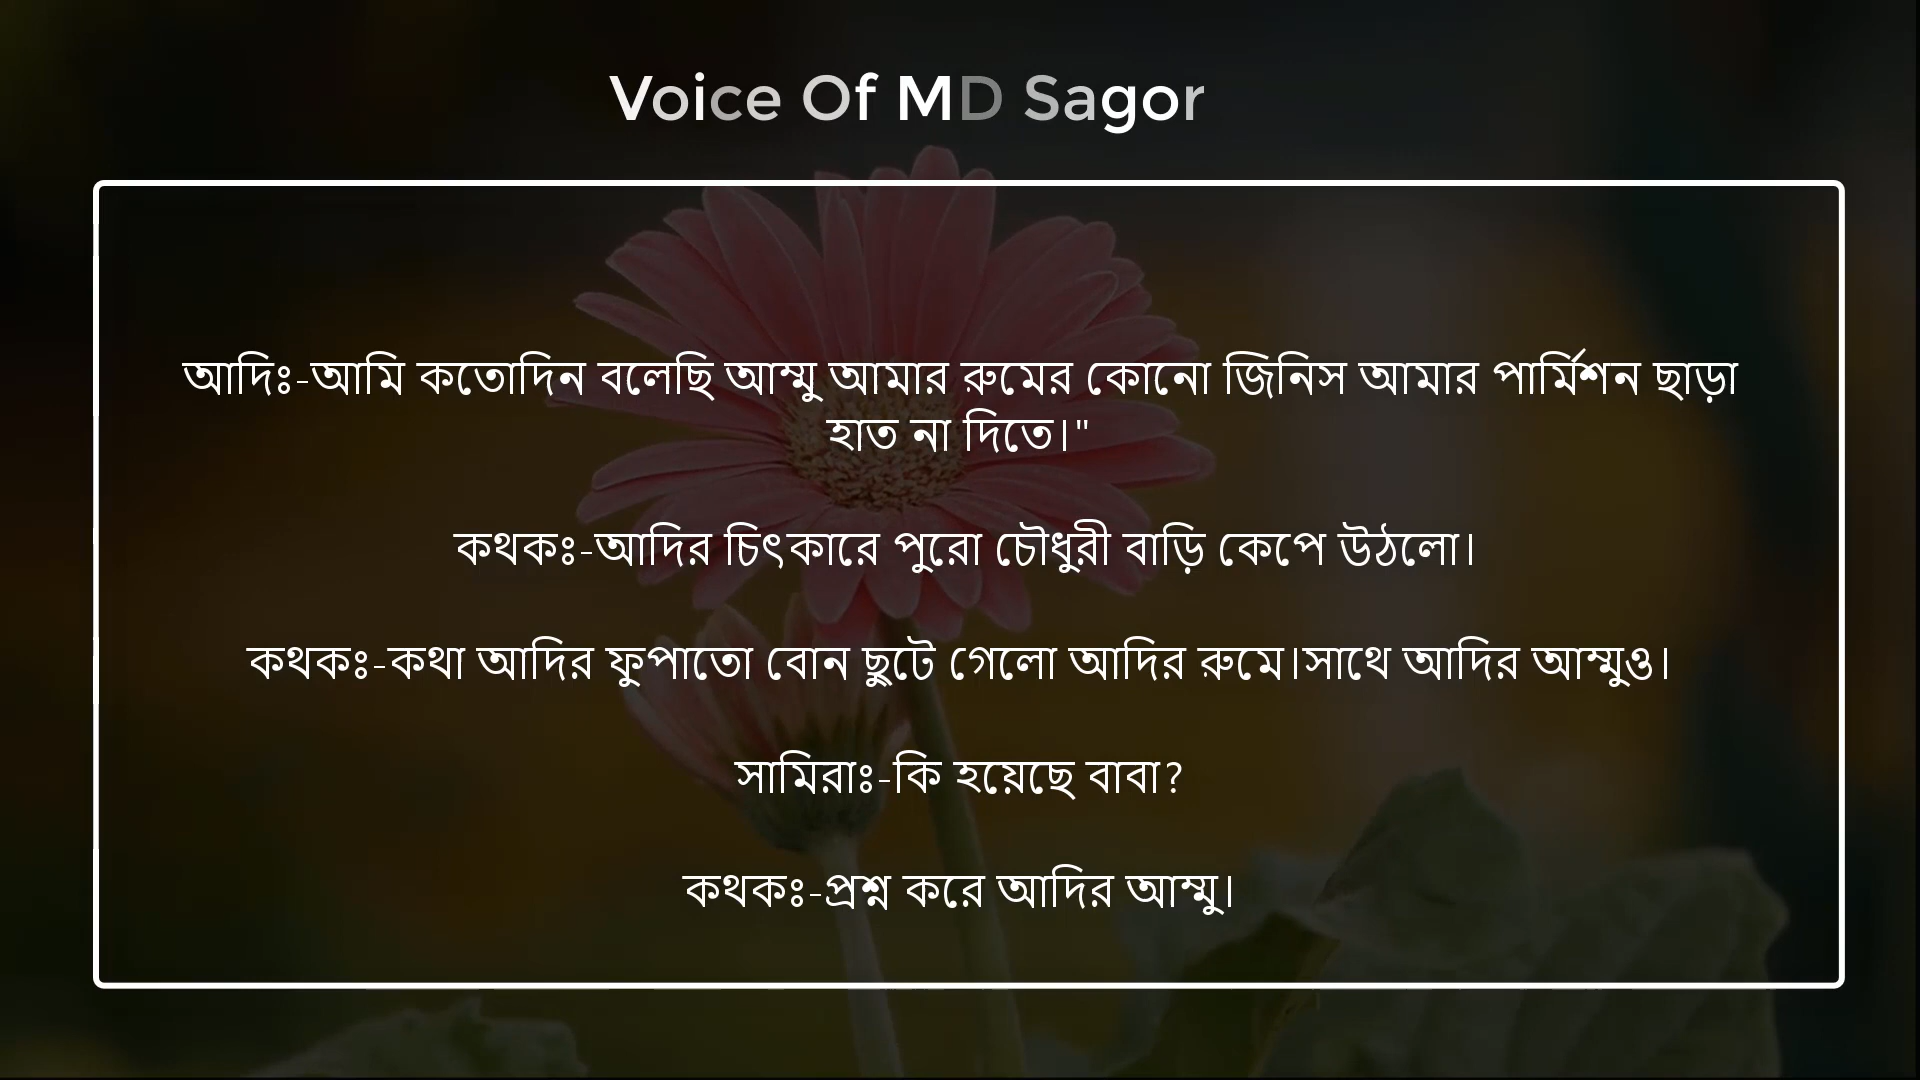 Voice Of MD Sagor
আদিঃ-আমি কতোদিন বলেছি আম্মু আমার রুমের কোনো জিনিস আমার পার্মিশন ছাড়া
হাত না দিতে।"
কথকঃ-আদির চিৎকারে পুরো চৌধুরী বাড়ি কেপে উঠলো।
কথকঃ-কথা আদির ফুপাতো বোন ছুটে গেলো আদির রুমে।সাথে আদির আম্মুও।
সামিরাঃ-কি হয়েছে বাবা?
কথকঃ-প্রশ্ন করে আদির আম্মু।